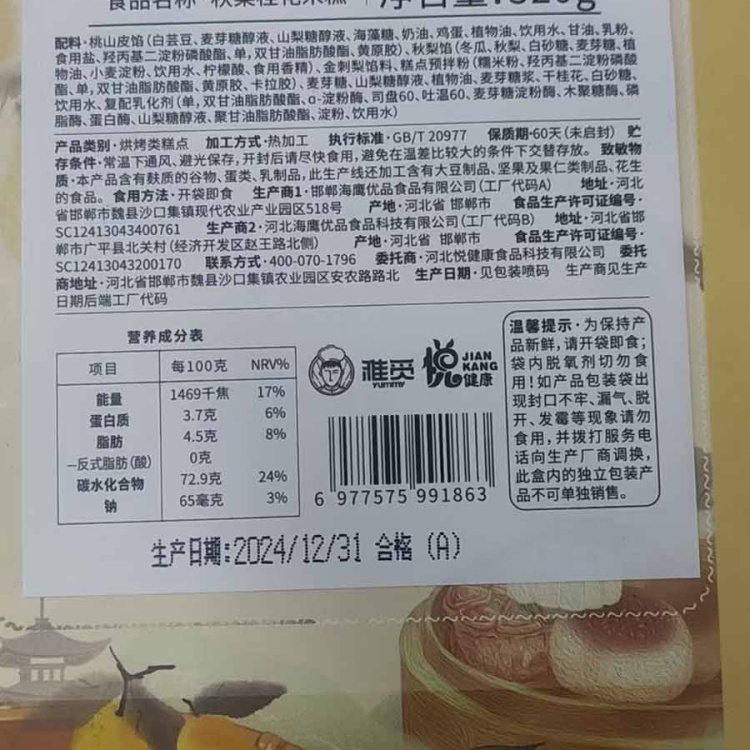 食品名称·秋梨桂花米糕 净含量:320g
配料·桃山皮馅(白芸豆、麦芽糖醇液、山梨糖醇液、海藻糖、奶油、鸡蛋、植物油、饮用水、甘油、乳粉、
食用盐、羟丙基二淀粉磷酸酯、单,双甘油脂肪酸酯、黄原胶)、秋梨馅(冬瓜、秋梨、白砂糖、麦芽糖、植
物油、小麦淀粉、饮用水、柠檬酸、食用香精)、金刺梨馅料、糕点预拌粉(糯米粉、羟丙基二淀粉磷酸
酯、单,双甘油脂肪酸酯、黄原胶、卡拉胶)、麦芽糖、山梨糖醇液、植物油、麦芽糖浆、干桂花、白砂糖、
饮用水、复配乳化剂(单,双甘油脂肪酸酯、α-淀粉酶、司盘60、吐温60、麦芽糖淀粉酶、木聚糖酶、磷
脂酶、蛋白酶、山梨糖醇液、聚甘油脂肪酸酯、淀粉、饮用水)
产品类别·烘烤类糕点 加工方式·热加工 执行标准·GB/T 20977 保质期·60天(未启封) 贮
存条件·常温下通风、避光保存,开封后请尽快食用,避免在温差比较大的条件下交替存放。 致敏物
质·本产品含有麸质的谷物、蛋类、乳制品,此生产线还加工含有大豆制品、坚果及果仁类制品、花生
的食品。 食用方法·开袋即食 生产商1·邯郸海鹰优品食品有限公司(工厂代码A) 地址·河北
省邯郸市魏县沙口集镇现代农业产业园区518号 产地·河北省 邯郸市 食品生产许可证编号·
SC12413043400761 生产商2·河北海鹰优品食品科技有限公司(工厂代码B) 地址·河北省邯
郸市广平县北关村(经济开发区赵王路北侧) 产地·河北省 邯郸市 食品生产许可证编号·
SC12413043200170 联系方式·400-070-1796 委托商·河北悦健康食品科技有限公司 委托
商地址·河北省邯郸市魏县沙口集镇农业园区安农路路北 生产日期·见包装喷码 生产商见生产
日期后端工厂代码
营养成分表
项目 每100克 NRV%
能量 1469千焦 17%
蛋白质 3.7克 6%
脂肪 4.5克 8%
-反式脂肪(酸) 0克
碳水化合物 72.9克 24%
钠 65毫克 3%
雅觅
YUMMY
悦
JIAN
KANG
健康
6 977575 991863
温馨提示·为保持产
品新鲜,请开袋即食;
袋内脱氧剂切勿食
用!如产品包装袋出
现封口不牢、漏气、脱
开、发霉等现象请勿
食用,并拨打服务电
话向生产厂商调换,
此盒内的独立包装产
品不可单独销售。
生产日期:2024/12/31 合格 (A)